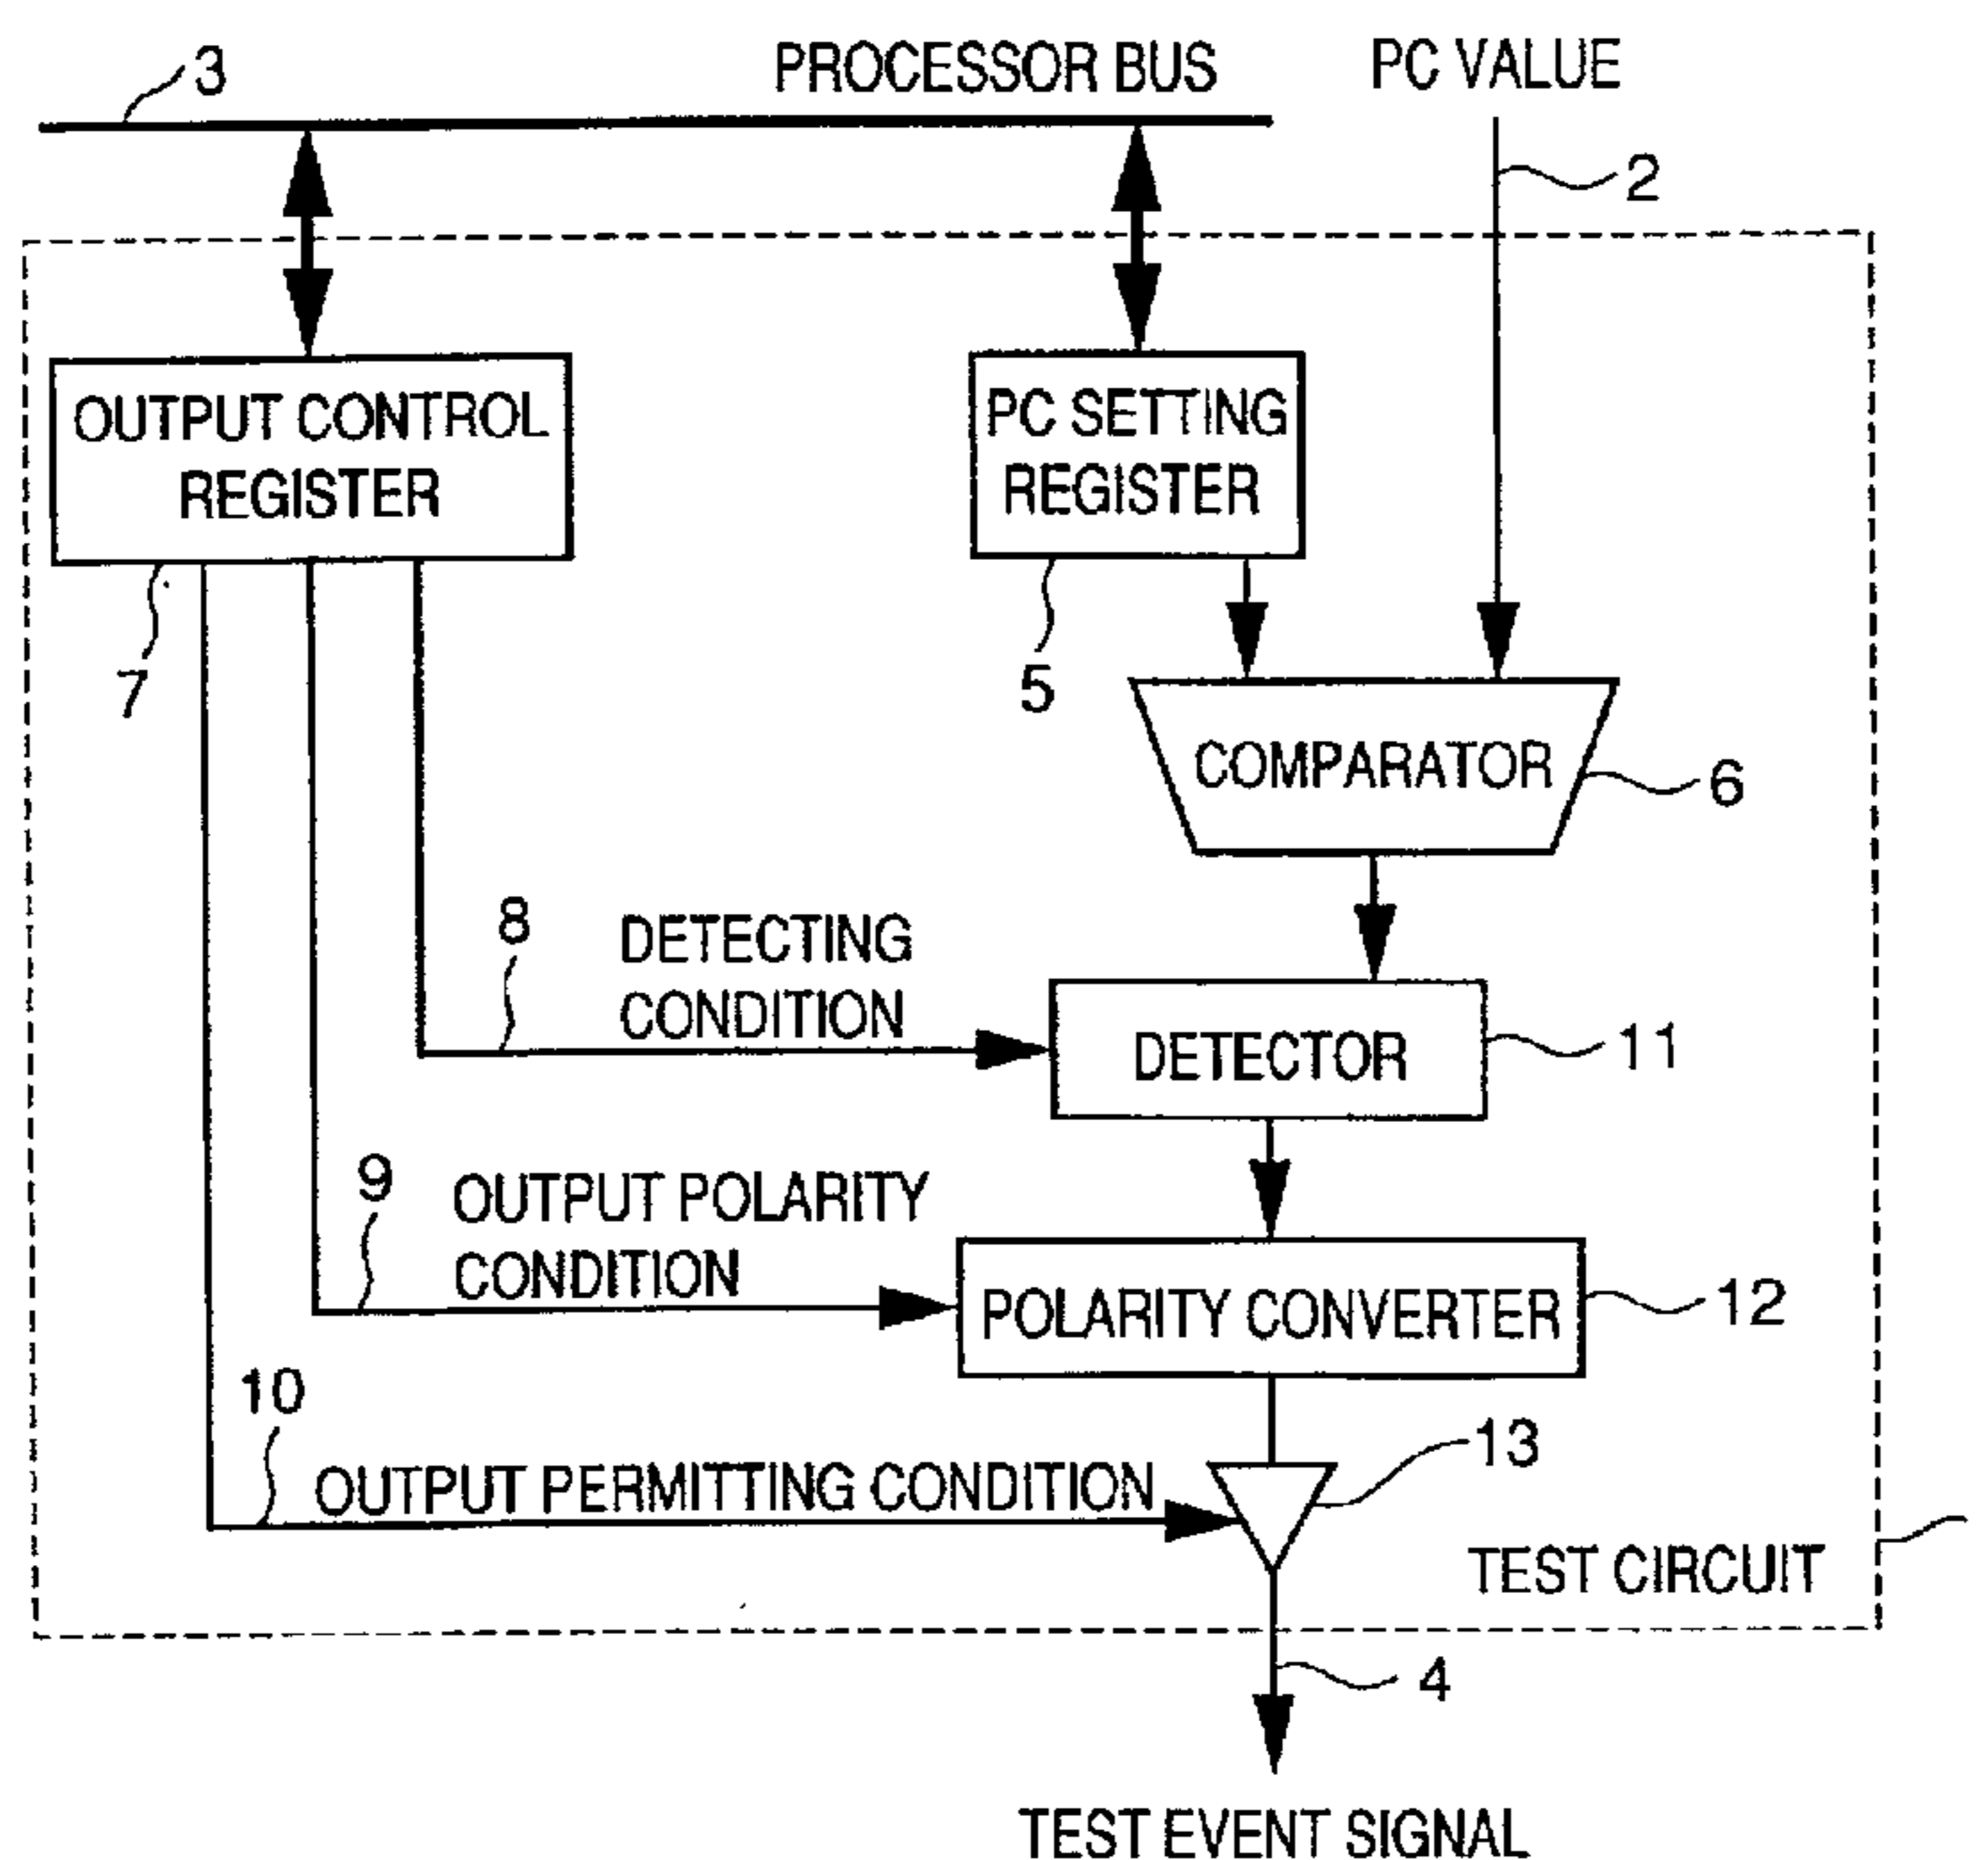 3
PROCESSOR BUS
PC VALUE
2
OUTPUT CONTROL
REGISTER
PC SETTING
REGISTER
7
5
COMPARATOR
6
8
DETECTING
CONDITION
DETECTOR
11
9
OUTPUT POLARITY
CONDITION
POLARITY CONVERTER
12
10
OUTPUT PERMITTING CONDITION
13
TEST CIRCUIT
4
TEST EVENT SIGNAL